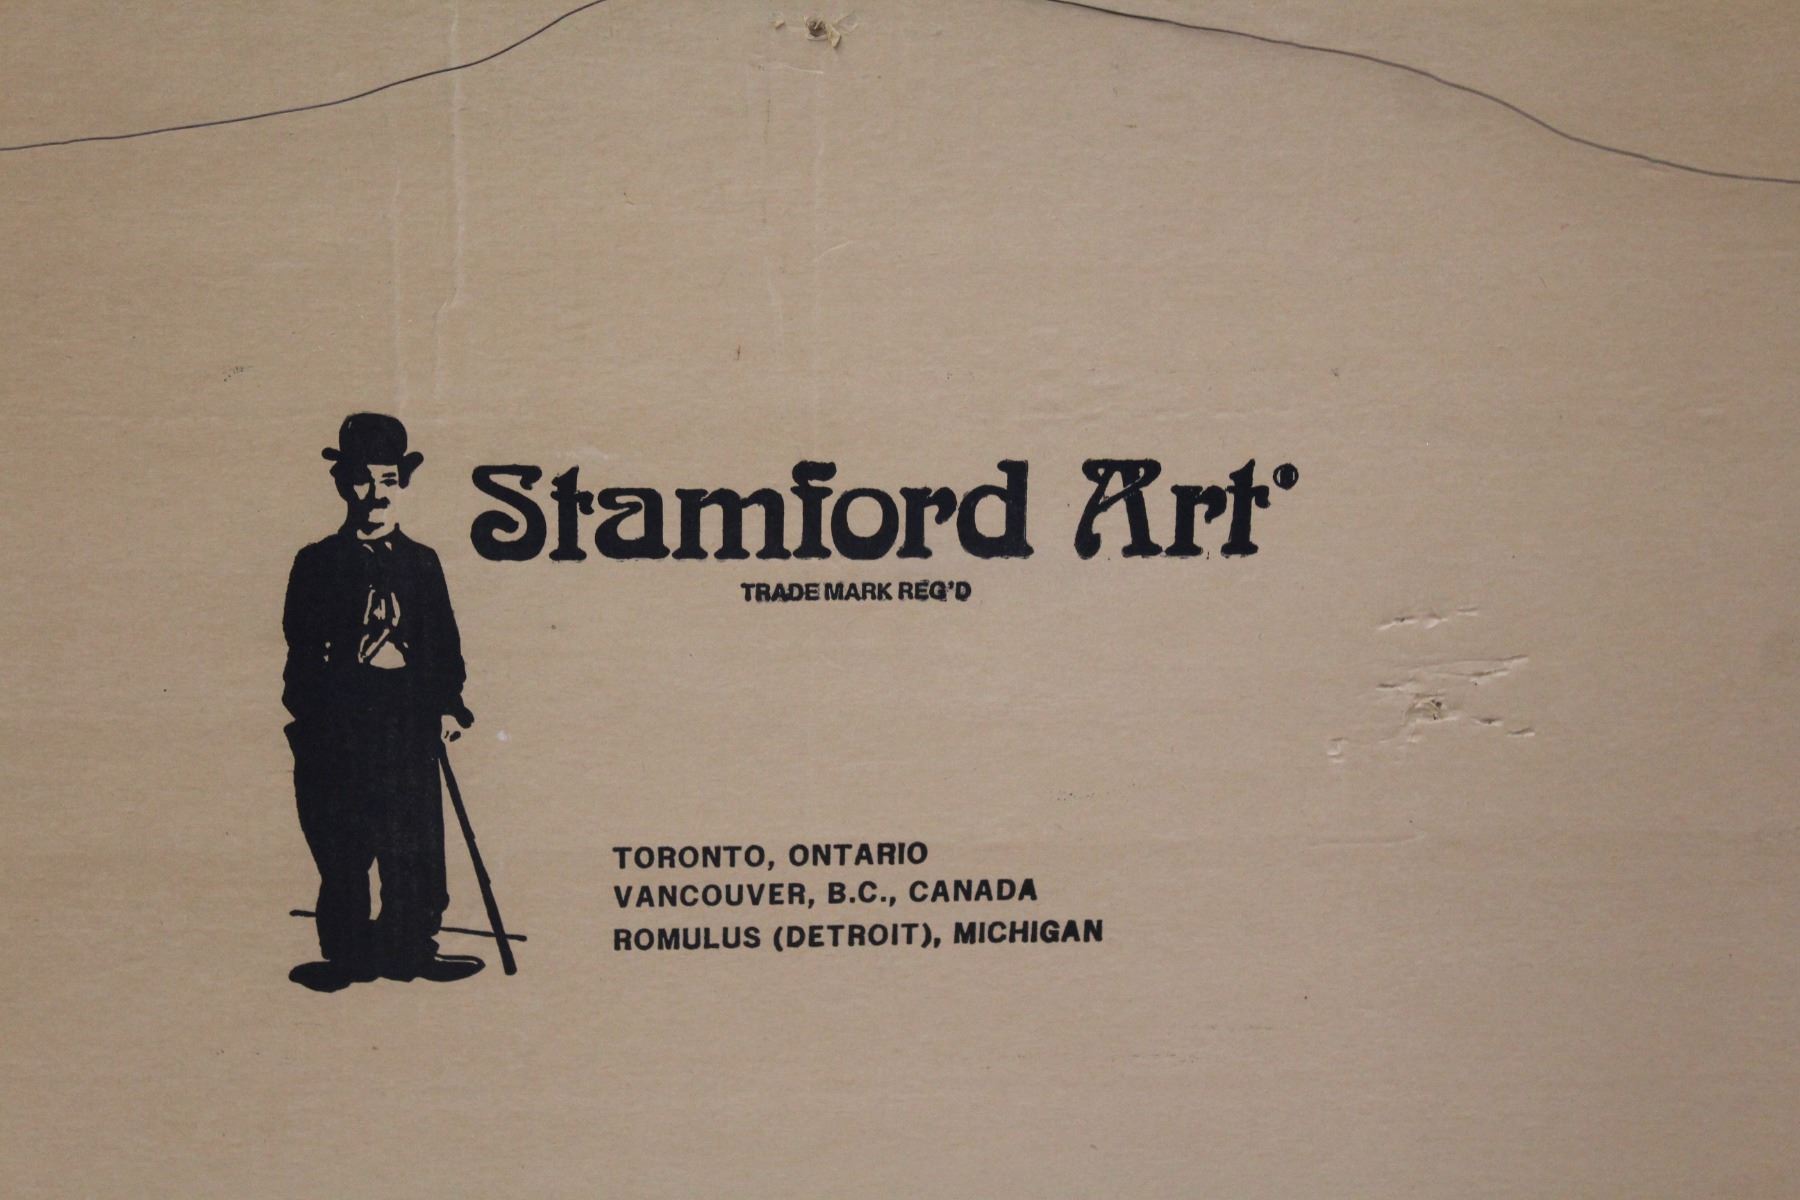 Stamford Art®
TRADE MARK REG'D
TORONTO, ONTARIO
VANCOUVER, B.C., CANADA
ROMULUS (DETROIT), MICHIGAN